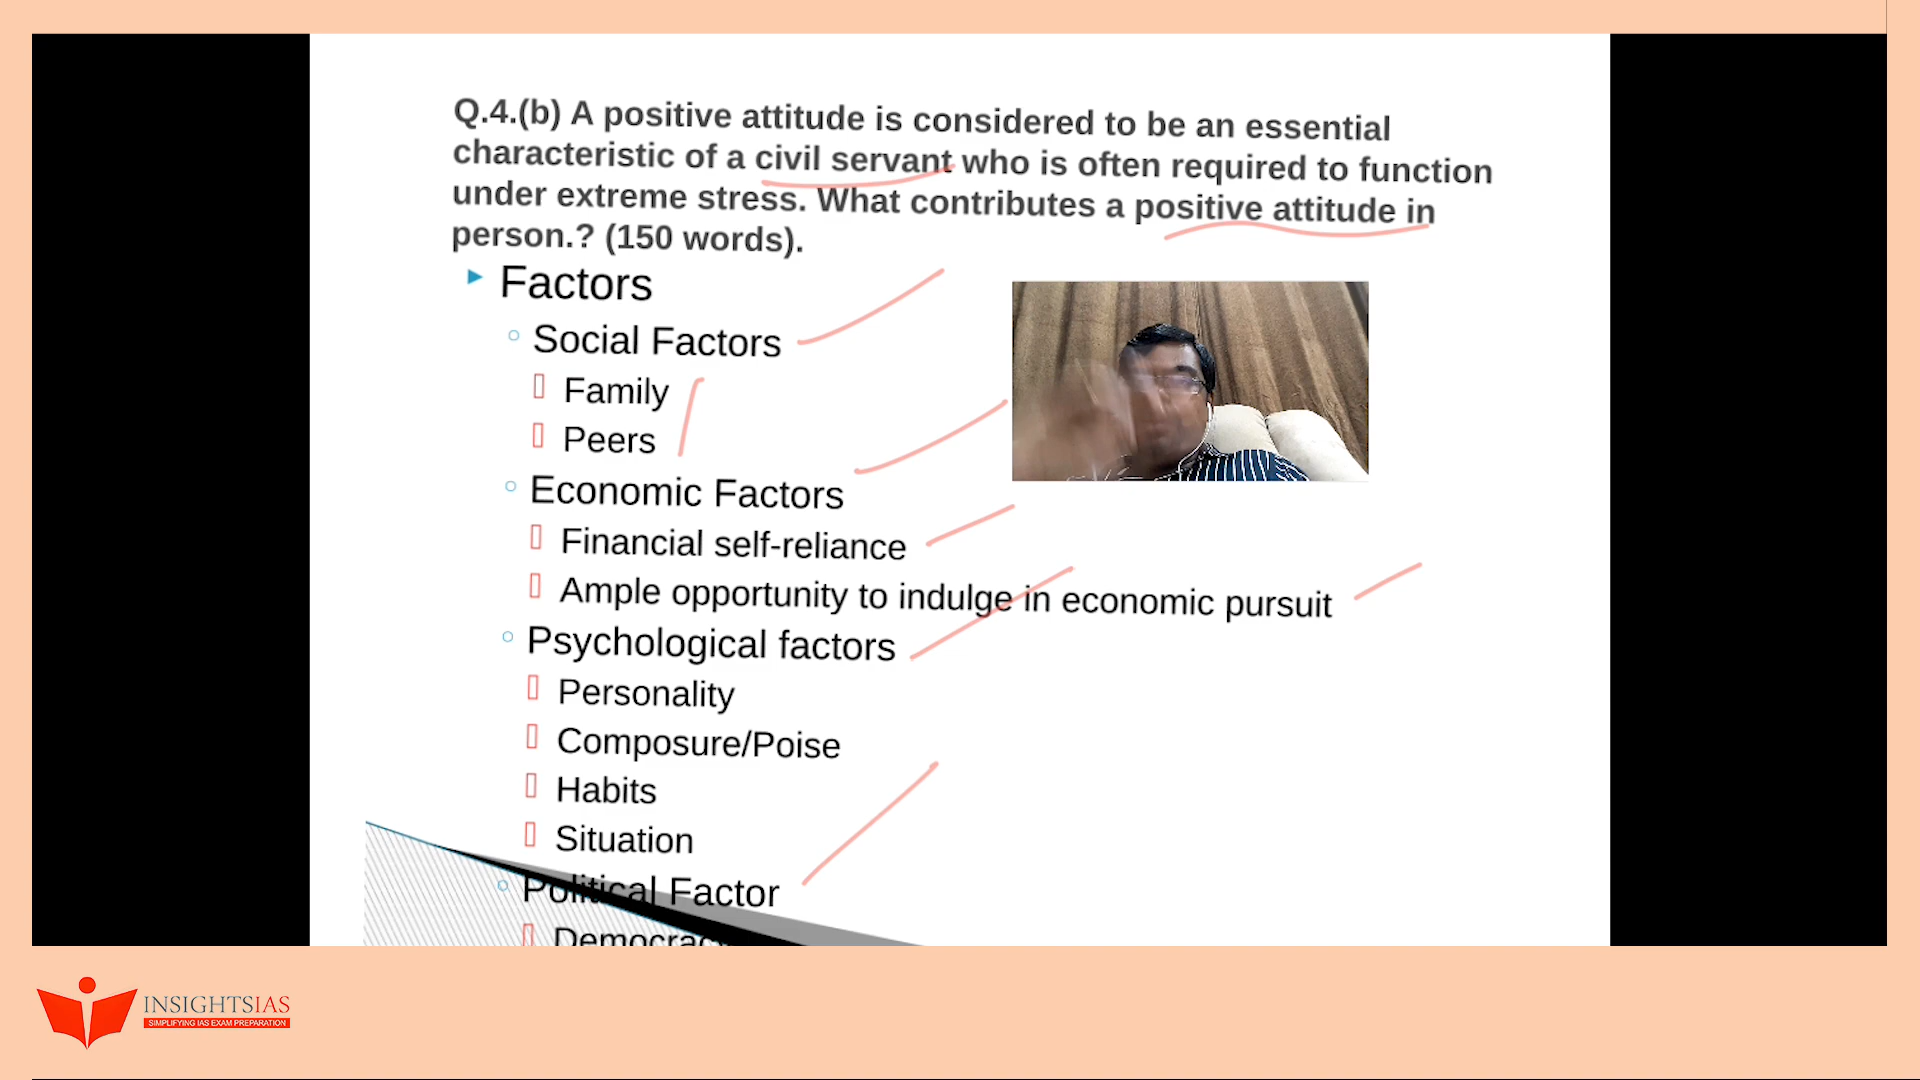 Q.4.(b) A positive attitude is considered to be an essential
characteristic of a civil servant who is often required to function
under extreme stress. What contributes a positive attitude in
person.? (150 words).
Factors
Social Factors
Family
Peers
Economic Factors
Financial self-reliance
Ample opportunity to indulge in economic pursuit
Psychological factors
Personality
Composure/Poise
Habits
Situation
Political Factor
INSIGHTSIAS
SIMPLIFYING IAS EXAM PREPARATION